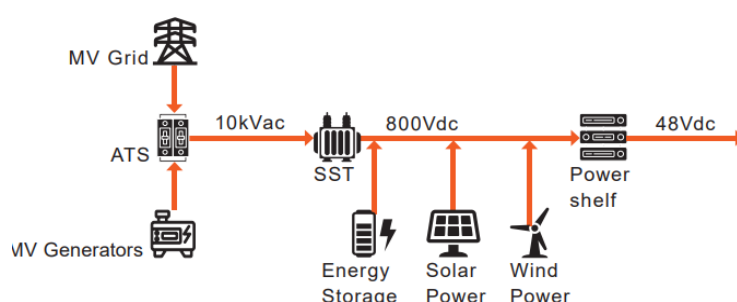 MV Grid
10kVac
800Vdc
48Vdc
ATS
SST
Power
shelf
MV Generators
Energy
Storage
Solar
Power
Wind
Power